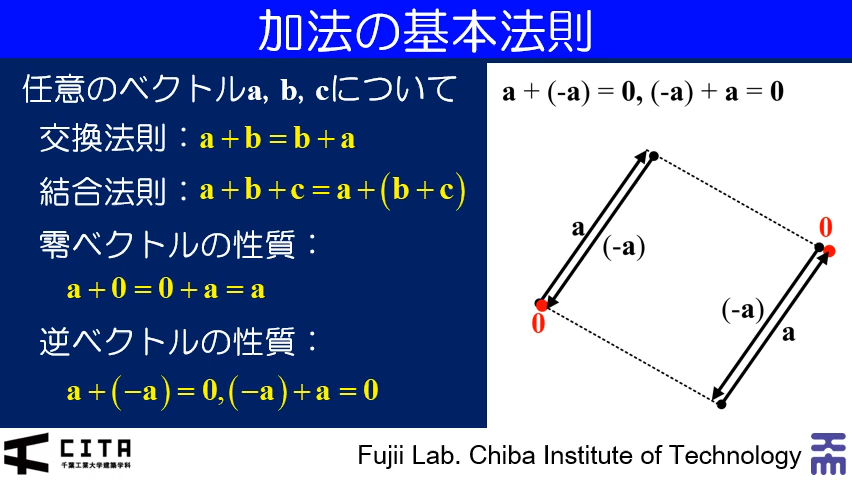 加法の基本法則
任意のベクトルa, b, cについて
交換法則：a + b = b + a
結合法則：a + b + c = a + (b + c)
零ベクトルの性質：
a + 0 = 0 + a = a
逆ベクトルの性質：
a + (−a) = 0, (−a) + a = 0
a + (-a) = 0, (-a) + a = 0
a
(-a)
0
0
(-a)
a
CITA
千葉工業大学建築学科
Fujii Lab. Chiba Institute of Technology